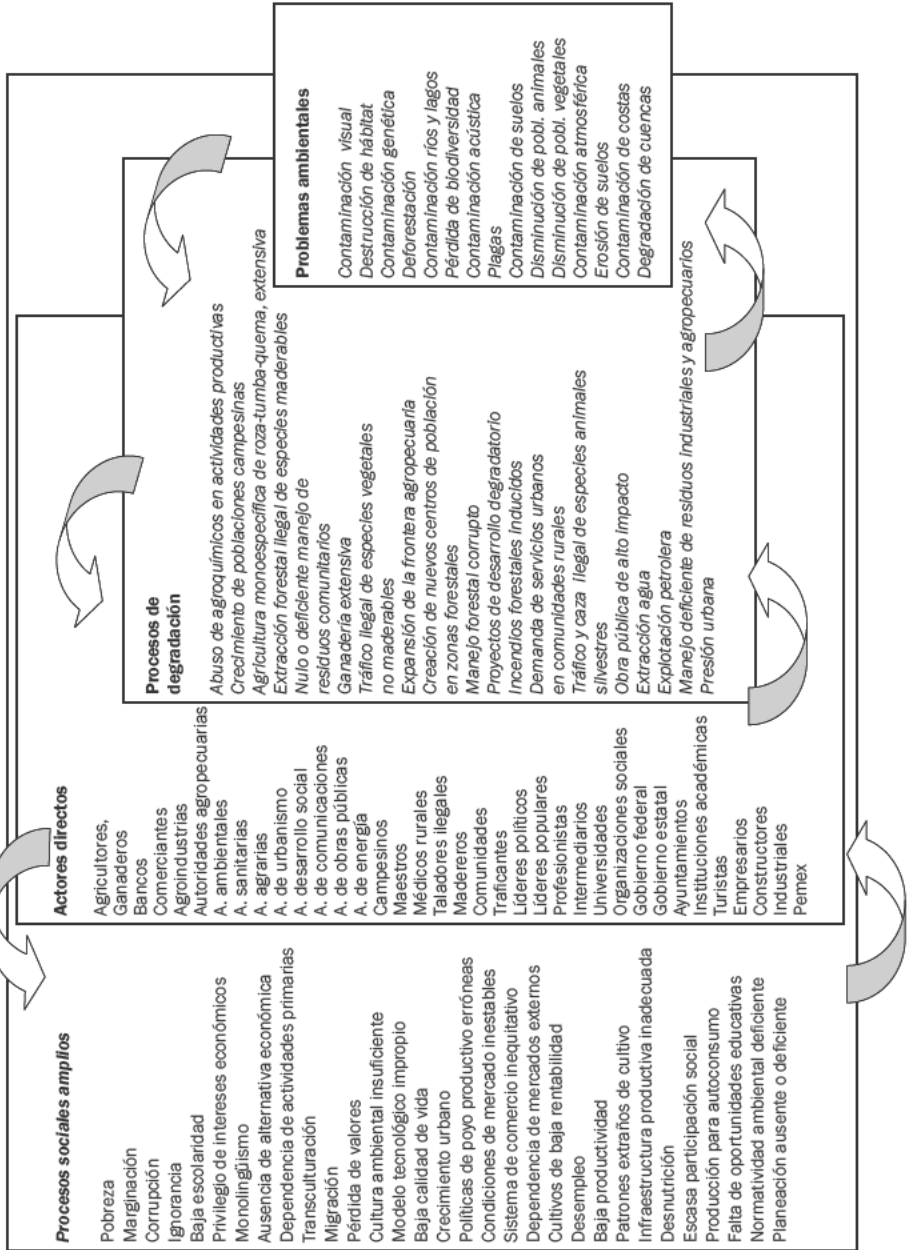 Procesos sociales amplios
Pobreza
Marginación
Corrupción
Ignorancia
Baja escolaridad
Privilegio de intereses económicos
Monolingüismo
Ausencia de alternativa económica
Dependencia de actividades primarias
Transculturación
Migración
Pérdida de valores
Cultura ambiental insuficiente
Modelo tecnológico impropio
Baja calidad de vida
Crecimiento urbano
Políticas de poyo productivo erróneas
Condiciones de mercado inestables
Sistema de comercio inequitativo
Dependencia de mercados externos
Cultivos de baja rentabilidad
Desempleo
Baja productividad
Patrones extraños de cultivo
Infraestructura productiva inadecuada
Desnutrición
Escasa participación social
Producción para autoconsumo
Falta de oportunidades educativas
Normatividad ambiental deficiente
Planeación ausente o deficiente
Actores directos
Agricultores,
Ganaderos
Bancos
Comerciantes
Agroindustrias
Autoridades agropecuarias
A. ambientales
A. sanitarias
A. agrarias
A. de urbanismo
A. desarrollo social
A. de comunicaciones
A. de obras públicas
A. de energía
Campesinos
Maestros
Médicos rurales
Taladores ilegales
Madereros
Comunidades
Traficantes
Líderes políticos
Líderes populares
Profesionistas
Intermediarios
Universidades
Organizaciones sociales
Gobierno federal
Gobierno estatal
Ayuntamientos
Instituciones académicas
Turistas
Empresarios
Constructores
Industriales
Pemex
Procesos de
degradación
Abuso de agroquímicos en actividades productivas
Crecimiento de poblaciones campesinas
Agricultura monoespecífica de roza-tumba-quema, extensiva
Extracción forestal ilegal de especies maderables
Nulo o deficiente manejo de
residuos comunitarios
Ganadería extensiva
Tráfico ilegal de especies vegetales
no maderables
Expansión de la frontera agropecuaria
Creación de nuevos centros de población
en zonas forestales
Manejo forestal corrupto
Proyectos de desarrollo degradatorio
Incendios forestales inducidos
Demanda de servicios urbanos
en comunidades rurales
Tráfico y caza ilegal de especies animales
silvestres
Obra pública de alto impacto
Extracción agua
Explotación petrolera
Manejo deficiente de residuos industriales y agropecuarios
Presión urbana
Problemas ambientales
Contaminación visual
Destrucción de hábitat
Contaminación genética
Deforestación
Contaminación ríos y lagos
Pérdida de biodiversidad
Contaminación acústica
Plagas
Contaminación de suelos
Disminución de pobl. animales
Disminución de pobl. vegetales
Contaminación atmosférica
Erosión de suelos
Contaminación de costas
Degradación de cuencas